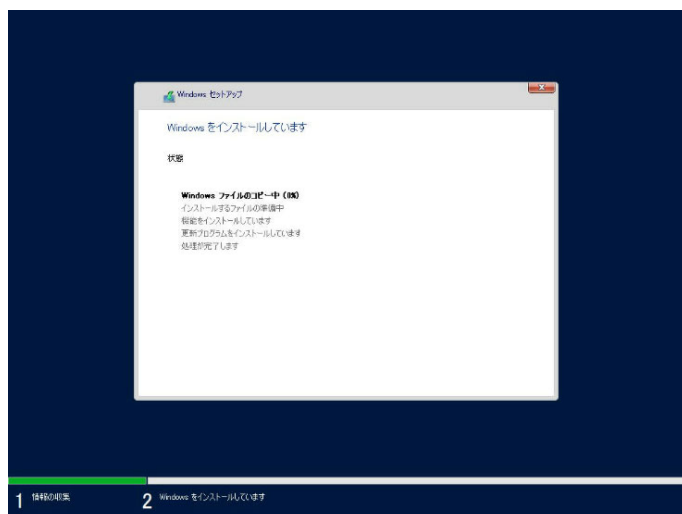 Windows セットアップ
Windows をインストールしています
状態
Windows ファイルのコピー中 (0%)
インストールするファイルの準備中
機能をインストールしています
更新プログラムをインストールしています
処理が完了します
1 情報の収集
2 Windows をインストールしています